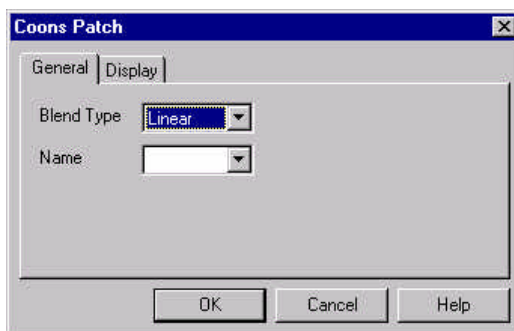 Coons Patch
General Display
Blend Type Linear
Name
OK Cancel Help